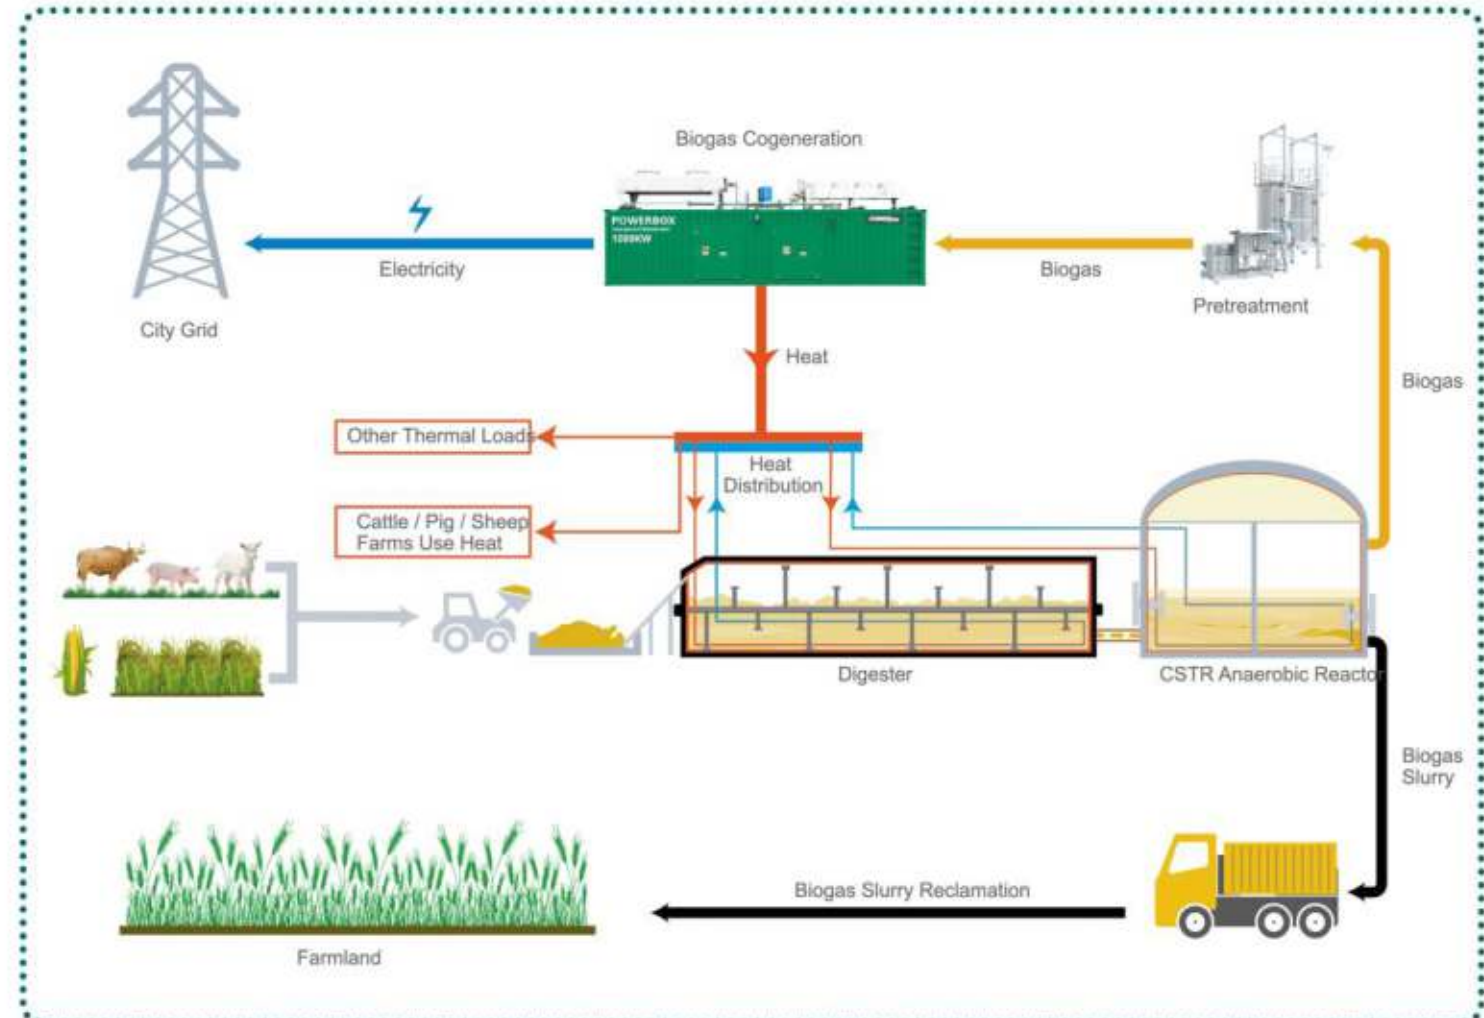 Biogas Cogeneration
POWERBOX
1200KW
Electricity
Biogas
Pretreatment
City Grid
Heat
Biogas
Other Thermal Loads
Heat
Distribution
Cattle / Pig / Sheep
Farms Use Heat
Digester
CSTR Anaerobic Reactor
Biogas
Slurry
Biogas Slurry Reclamation
Farmland